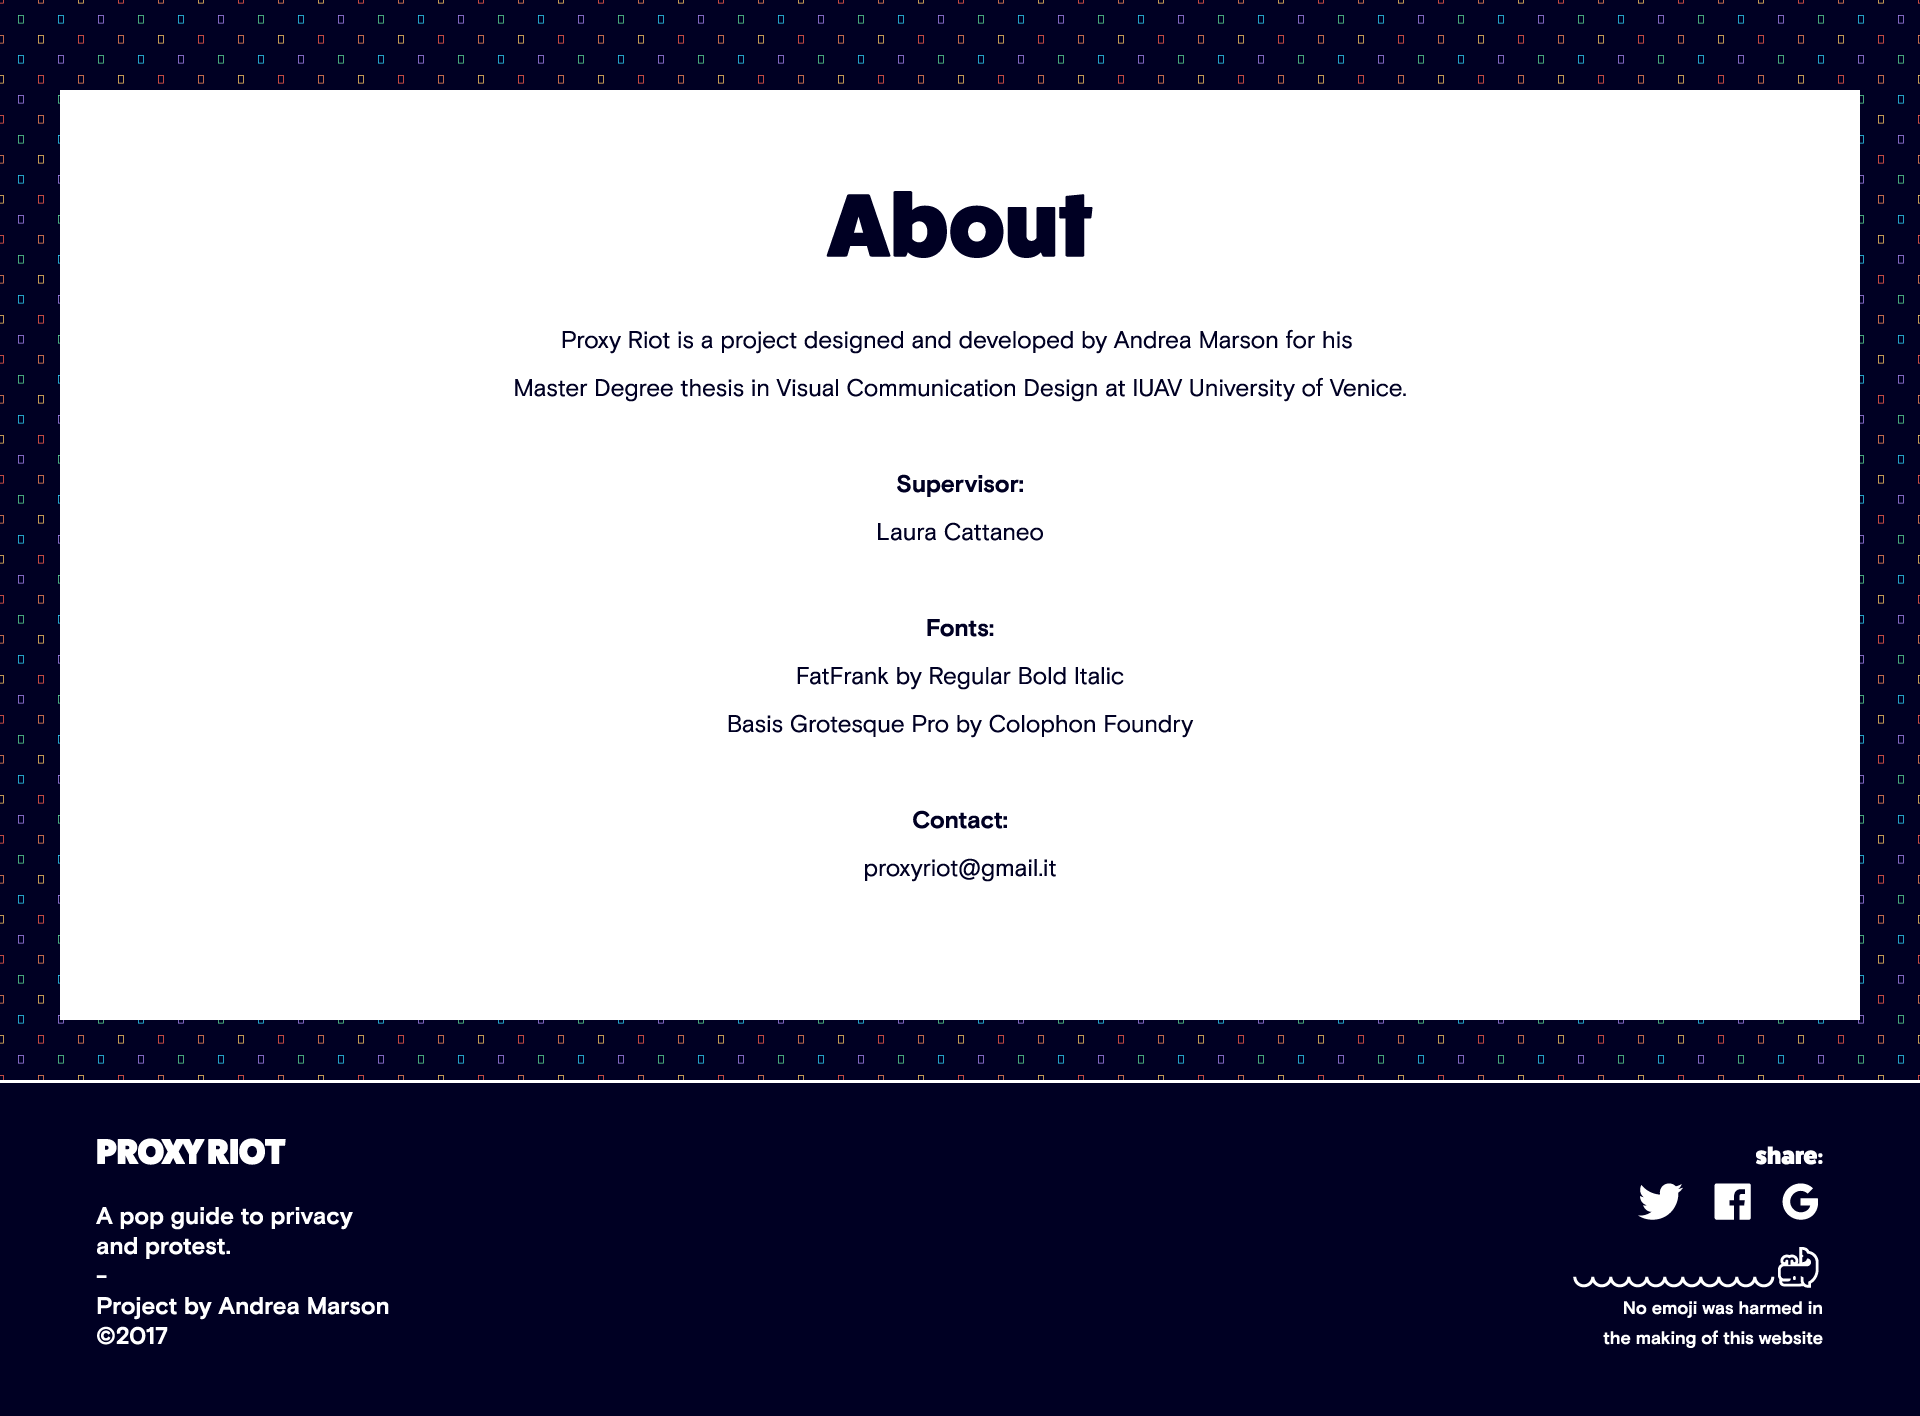 About
Proxy Riot is a project designed and developed by Andrea Marson for his
Master Degree thesis in Visual Communication Design at IUAV University of Venice.
Supervisor:
Laura Cattaneo
Fonts:
FatFrank by Regular Bold Italic
Basis Grotesque Pro by Colophon Foundry
Contact:
proxyriot@gmail.it
PROXY RIOT
A pop guide to privacy
and protest.
–
Project by Andrea Marson
©2017
share:
No emoji was harmed in
the making of this website